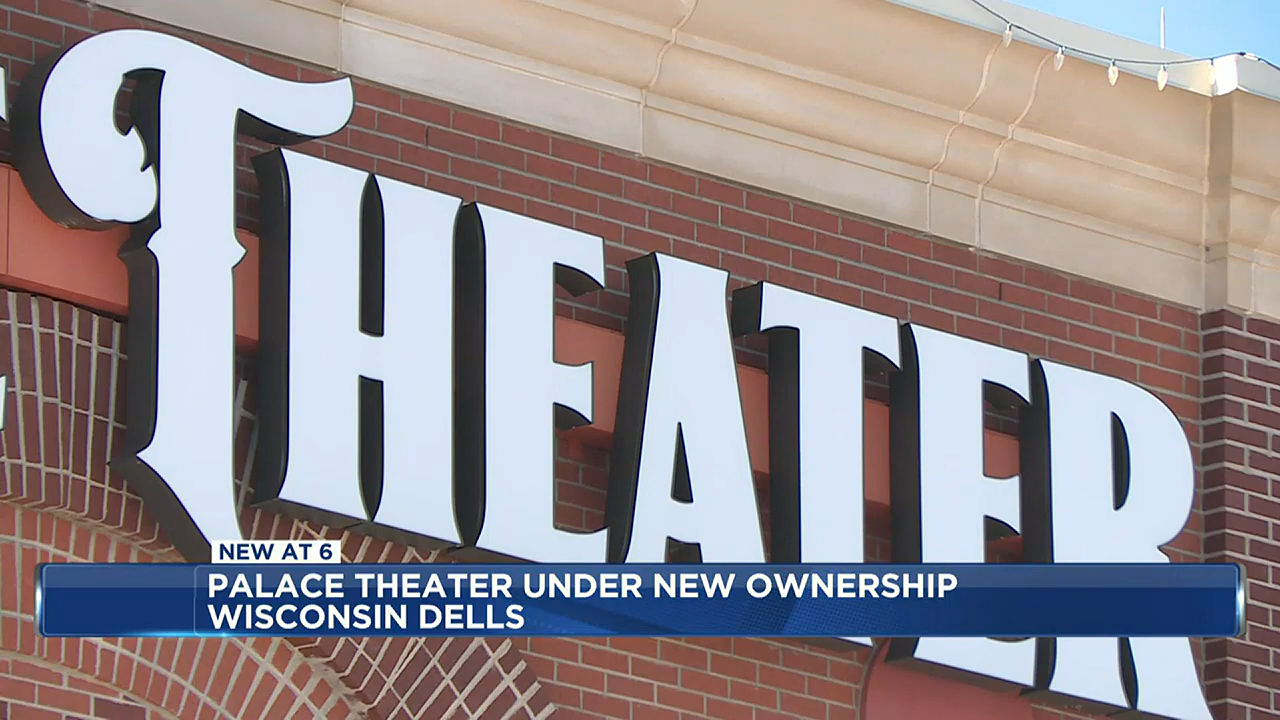 THEATER
NEW AT 6
PALACE THEATER UNDER NEW OWNERSHIP
WISCONSIN DELLS